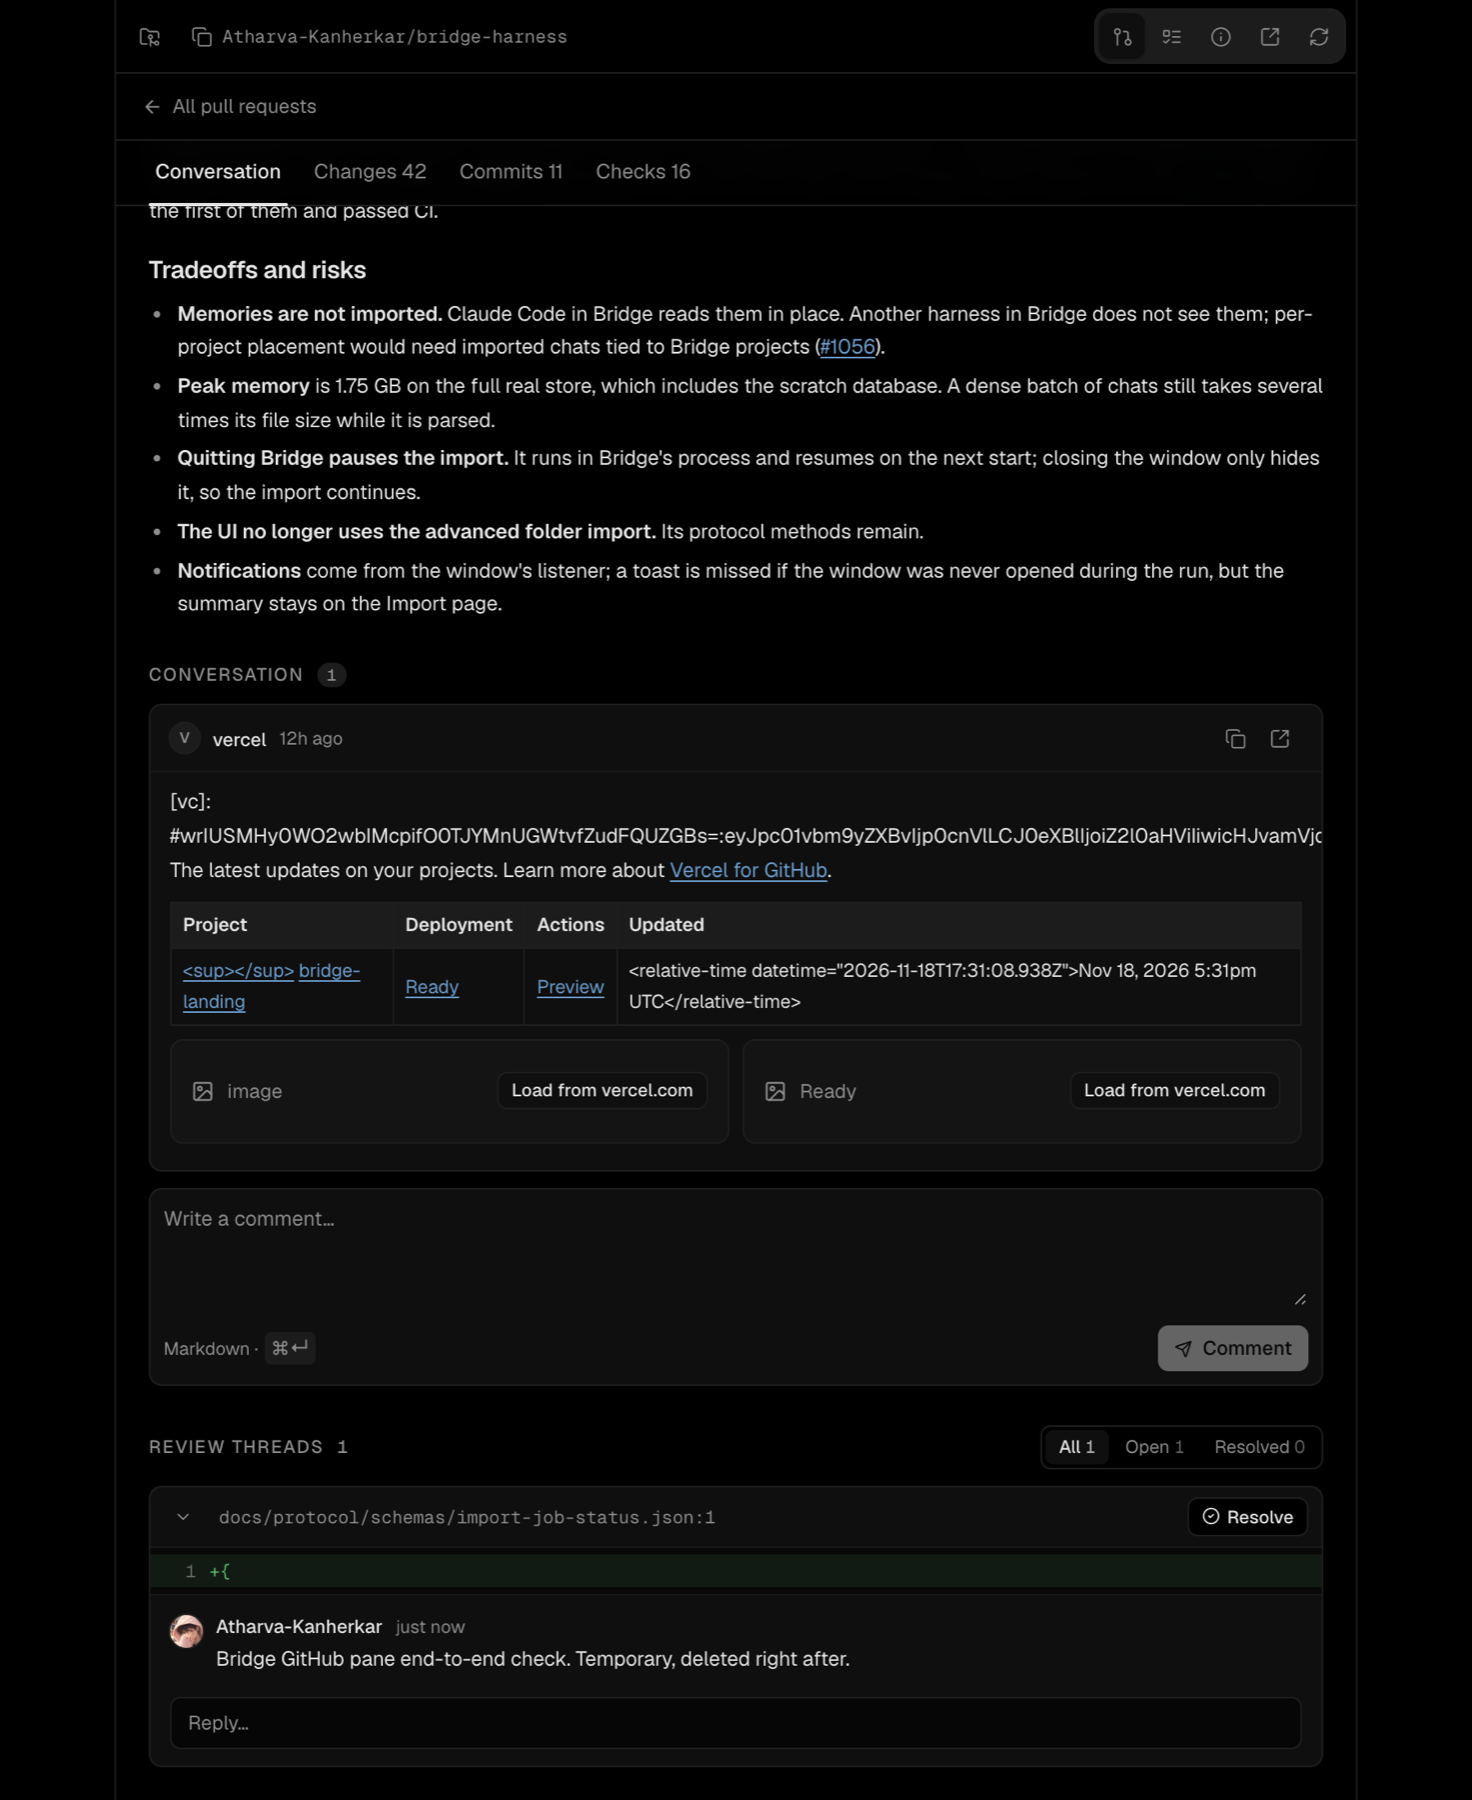 Atharva-Kanherkar/bridge-harness
All pull requests
Conversation
Changes 42
Commits 11
Checks 16
the first of them and passed CI.
Tradeoffs and risks
Memories are not imported. Claude Code in Bridge reads them in place. Another harness in Bridge does not see them; per-
project placement would need imported chats tied to Bridge projects (#1056).
Peak memory is 1.75 GB on the full real store, which includes the scratch database. A dense batch of chats still takes several
times its file size while it is parsed.
Quitting Bridge pauses the import. It runs in Bridge's process and resumes on the next start; closing the window only hides
it, so the import continues.
The UI no longer uses the advanced folder import. Its protocol methods remain.
Notifications come from the window's listener; a toast is missed if the window was never opened during the run, but the
summary stays on the Import page.
CONVERSATION 1
V vercel 12h ago
[vc]:
The latest updates on your projects. Learn more about Vercel for GitHub.
Project Deployment Actions Updated
<sup></sup> bridge-
landing
Ready
Preview
<relative-time datetime="2026-11-18T17:31:08.938Z">Nov 18, 2026 5:31pm
UTC</relative-time>
image Load from vercel.com
Ready Load from vercel.com
Write a comment...
Markdown · ⌘↵
Comment
REVIEW THREADS 1
All 1 Open 1 Resolved 0
docs/protocol/schemas/import-job-status.json:1
Resolve
1 +{
Atharva-Kanherkar just now
Bridge GitHub pane end-to-end check. Temporary, deleted right after.
Reply...